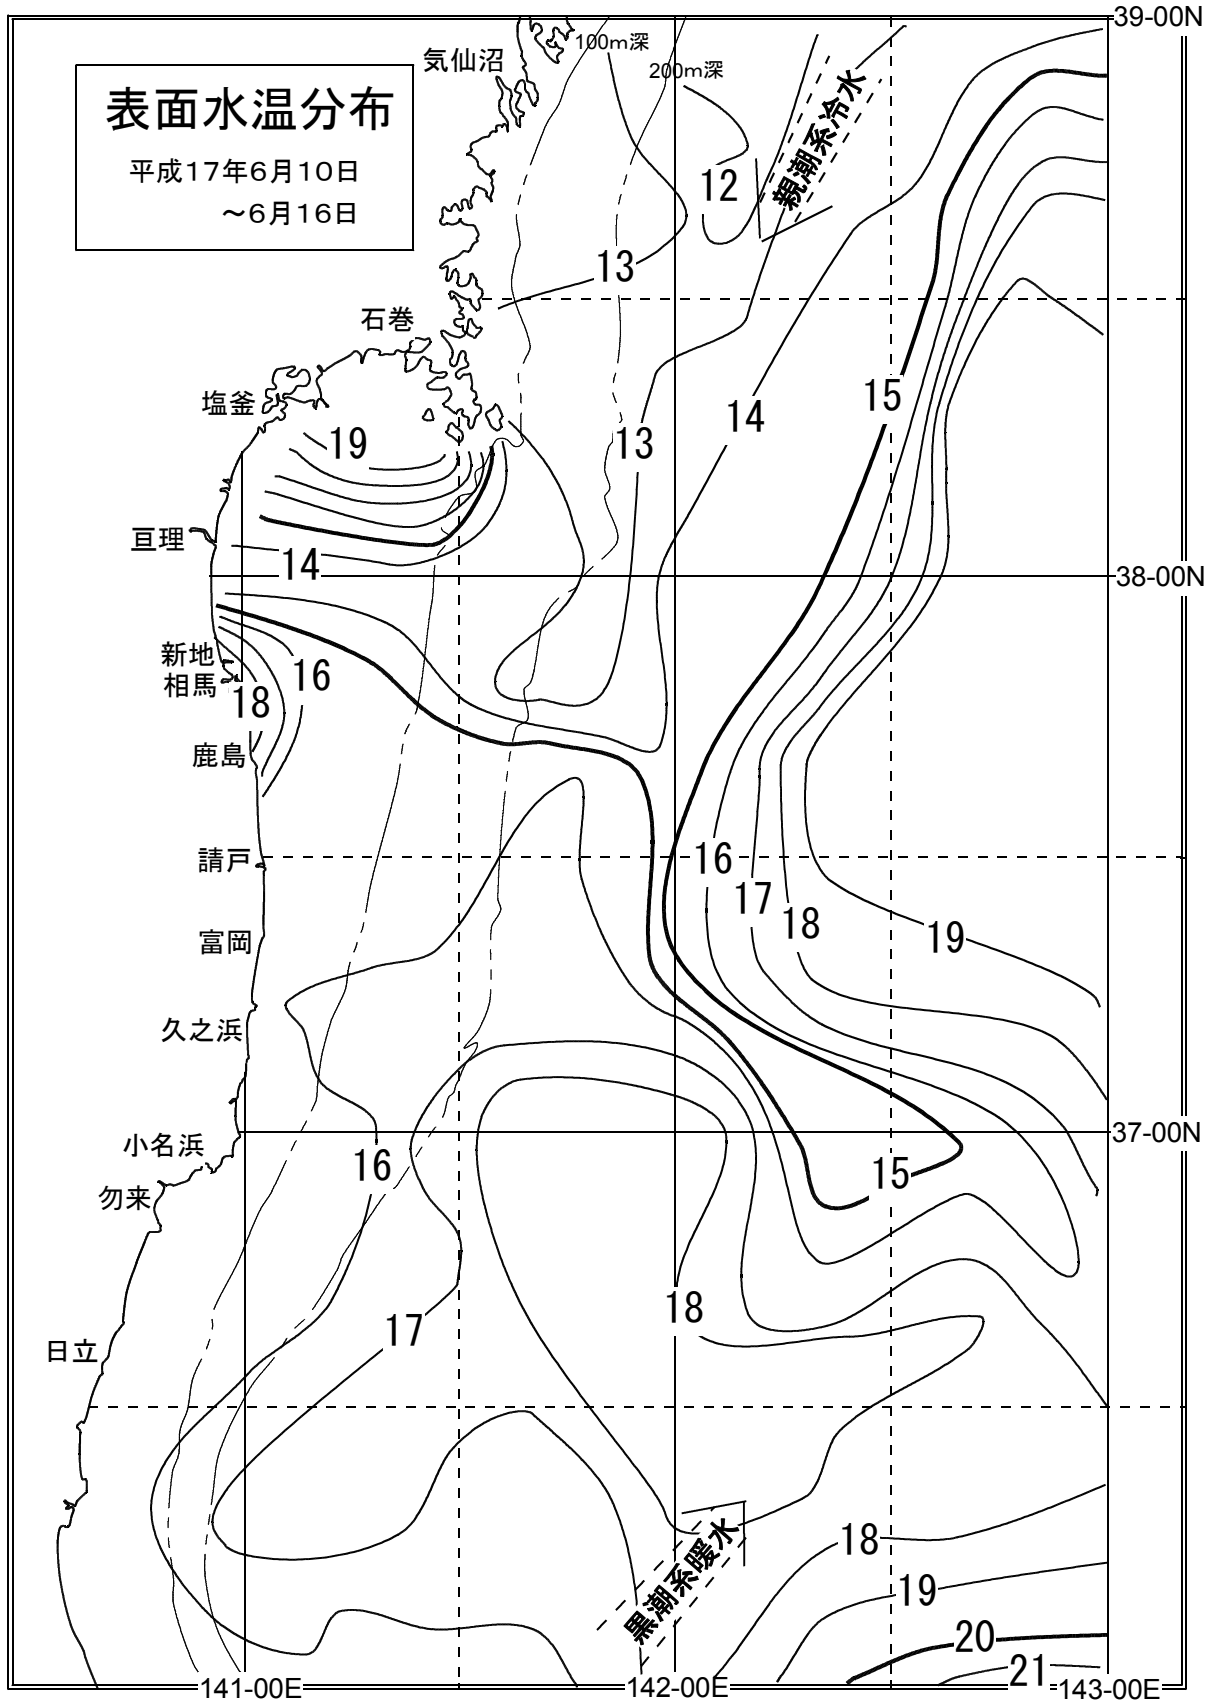 39-00N
100m深
気仙沼
200m深
表面水温分布
平成17年6月10日
～6月16日
親潮系冷水
12
13
石巻
15
塩釜
14
19
13
亘理
14
38-00N
新地
16
相馬
18
鹿島
請戸
16
17
18
19
富岡
久之浜
37-00N
小名浜
16
15
勿来
18
17
日立
黒潮系暖水
18
19
20
21
141-00E
142-00E
143-00E